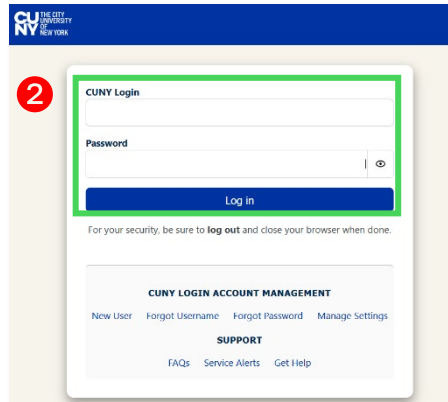 CUNY
THE CITY
UNIVERSITY
OF
NEW YORK
2
CUNY Login
Password
Log in
For your security, be sure to log out and close your browser when done.
CUNY LOGIN ACCOUNT MANAGEMENT
New User Forgot Username Forgot Password Manage Settings
SUPPORT
FAQs Service Alerts Get Help